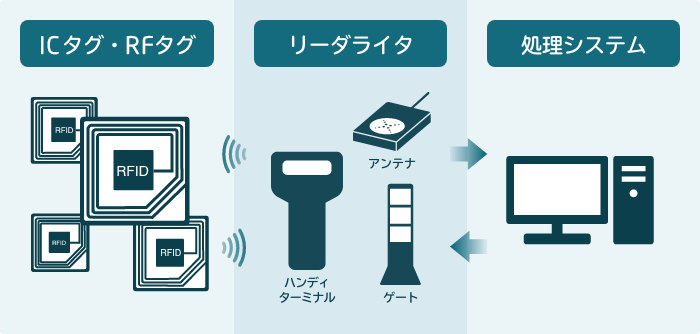 ICタグ・RFタグ
リーダライタ
処理システム
RFID
RFID
RFID
RFID
アンテナ
ハンディ
ターミナル
ゲート